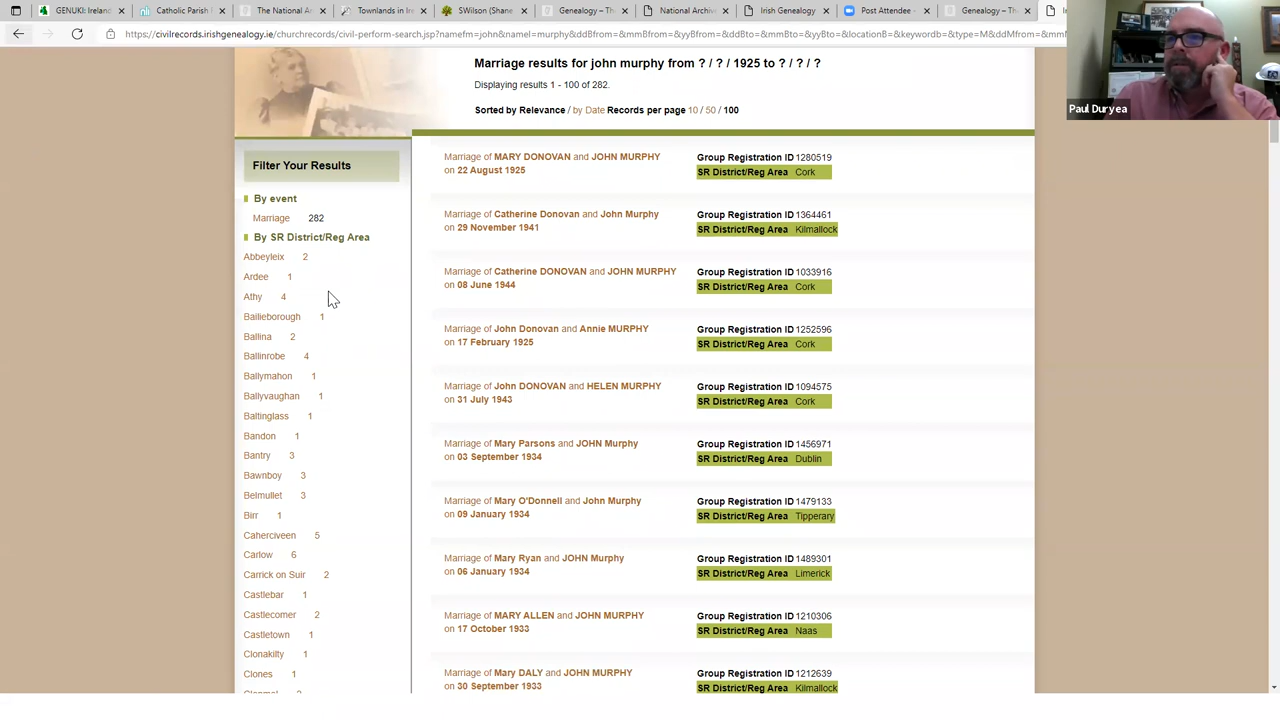 GENUKI: Ireland
Catholic Parish
The National A
Townlands in Ire
SWilson (Shane
Genealogy – Th
National Archive
Irish Genealogy
Post Attendee -
Genealogy – Th
https://civilrecords.irishgenealogy.ie/churchrecords/civil-perform-search.jsp?namefm=john&namel=murphy&ddBfrom=&mmBfrom=&yyBfrom=&ddBto=&mmBto=&yyBto=&locationB=&keywordb=&type=M&ddMfrom=&mmM
Paul Duryea
Marriage results for john murphy from ? / ? / 1925 to ? / ? / ?
Displaying results 1 - 100 of 282.
Sorted by Relevance / by Date Records per page 10 / 50 / 100
Filter Your Results
By event
Marriage 282
By SR District/Reg Area
Abbeyleix 2
Ardee 1
Athy 4
Bailieborough 1
Ballina 2
Ballinrobe 4
Ballymahon 1
Ballyvaughan 1
Baltinglass 1
Bandon 1
Bantry 3
Bawnboy 3
Belmullet 3
Birr 1
Caherciveen 5
Carlow 6
Carrick on Suir 2
Castlebar 1
Castlecomer 2
Castletown 1
Clonakilty 1
Clones 1
Marriage of MARY DONOVAN and JOHN MURPHY
on 22 August 1925
Group Registration ID 1280519
SR District/Reg Area Cork
Marriage of Catherine Donovan and John Murphy
on 29 November 1941
Group Registration ID 1364461
SR District/Reg Area Kilmallock
Marriage of Catherine DONOVAN and JOHN MURPHY
on 08 June 1944
Group Registration ID 1033916
SR District/Reg Area Cork
Marriage of John Donovan and Annie MURPHY
on 17 February 1925
Group Registration ID 1252596
SR District/Reg Area Cork
Marriage of John DONOVAN and HELEN MURPHY
on 31 July 1943
Group Registration ID 1094575
SR District/Reg Area Cork
Marriage of Mary Parsons and JOHN Murphy
on 03 September 1934
Group Registration ID 1456971
SR District/Reg Area Dublin
Marriage of Mary O'Donnell and John Murphy
on 09 January 1934
Group Registration ID 1479133
SR District/Reg Area Tipperary
Marriage of Mary Ryan and JOHN Murphy
on 06 January 1934
Group Registration ID 1489301
SR District/Reg Area Limerick
Marriage of MARY ALLEN and JOHN MURPHY
on 17 October 1933
Group Registration ID 1210306
SR District/Reg Area Naas
Marriage of Mary DALY and JOHN MURPHY
on 30 September 1933
Group Registration ID 1212639
SR District/Reg Area Kilmallock